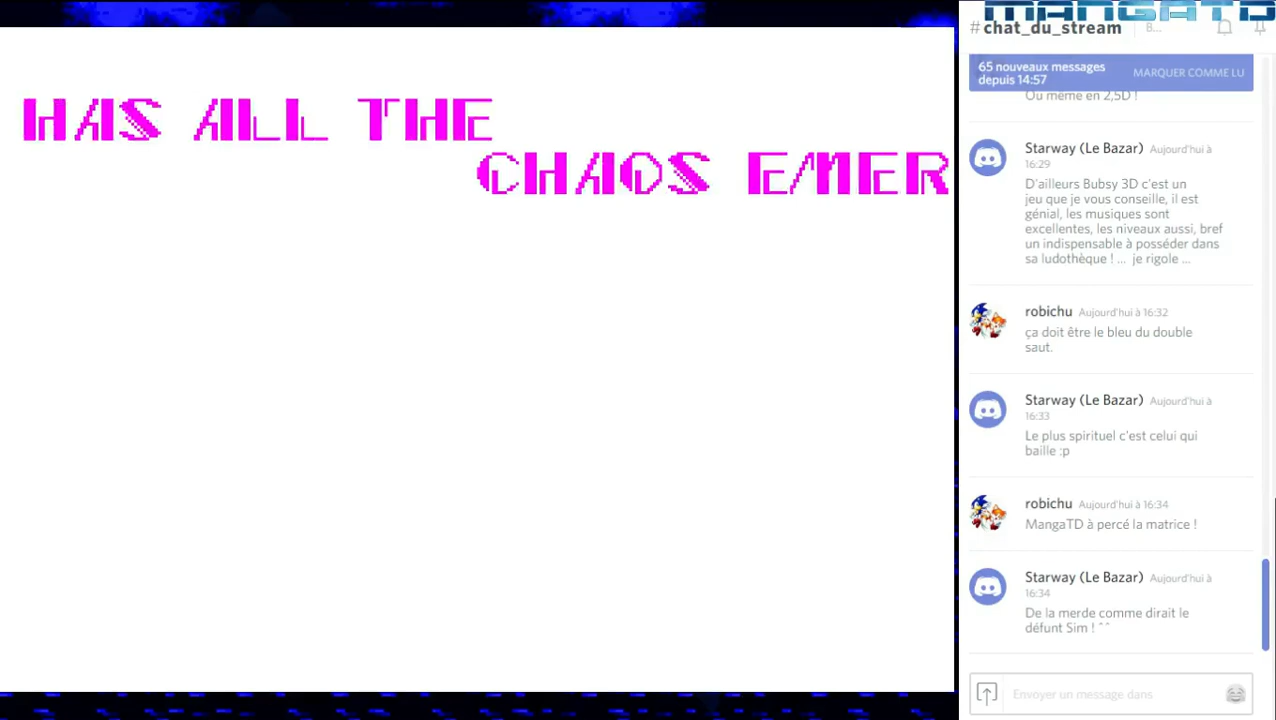 MANGATD
#chat_du_stream
B...
65 nouveaux messages
depuis 14:57
MARQUER COMME LU
Ou même en 2,5D !
HAS ALL THE
CHAOS EMER
Starway (Le Bazar) Aujourd'hui à
16:29
D'ailleurs Bubsy 3D c'est un
jeu que je vous conseille, il est
génial, les musiques sont
excellentes, les niveaux aussi, bref
un indispensable à posséder dans
sa ludothèque ! ... je rigole ...
robichu Aujourd'hui à 16:32
ça doit être le bleu du double
saut.
Starway (Le Bazar) Aujourd'hui à
16:33
Le plus spirituel c'est celui qui
baille :p
robichu Aujourd'hui à 16:34
MangaTD à percé la matrice !
Starway (Le Bazar) Aujourd'hui à
16:34
De la merde comme dirait le
défunt Sim ! ^^
Envoyer un message dans